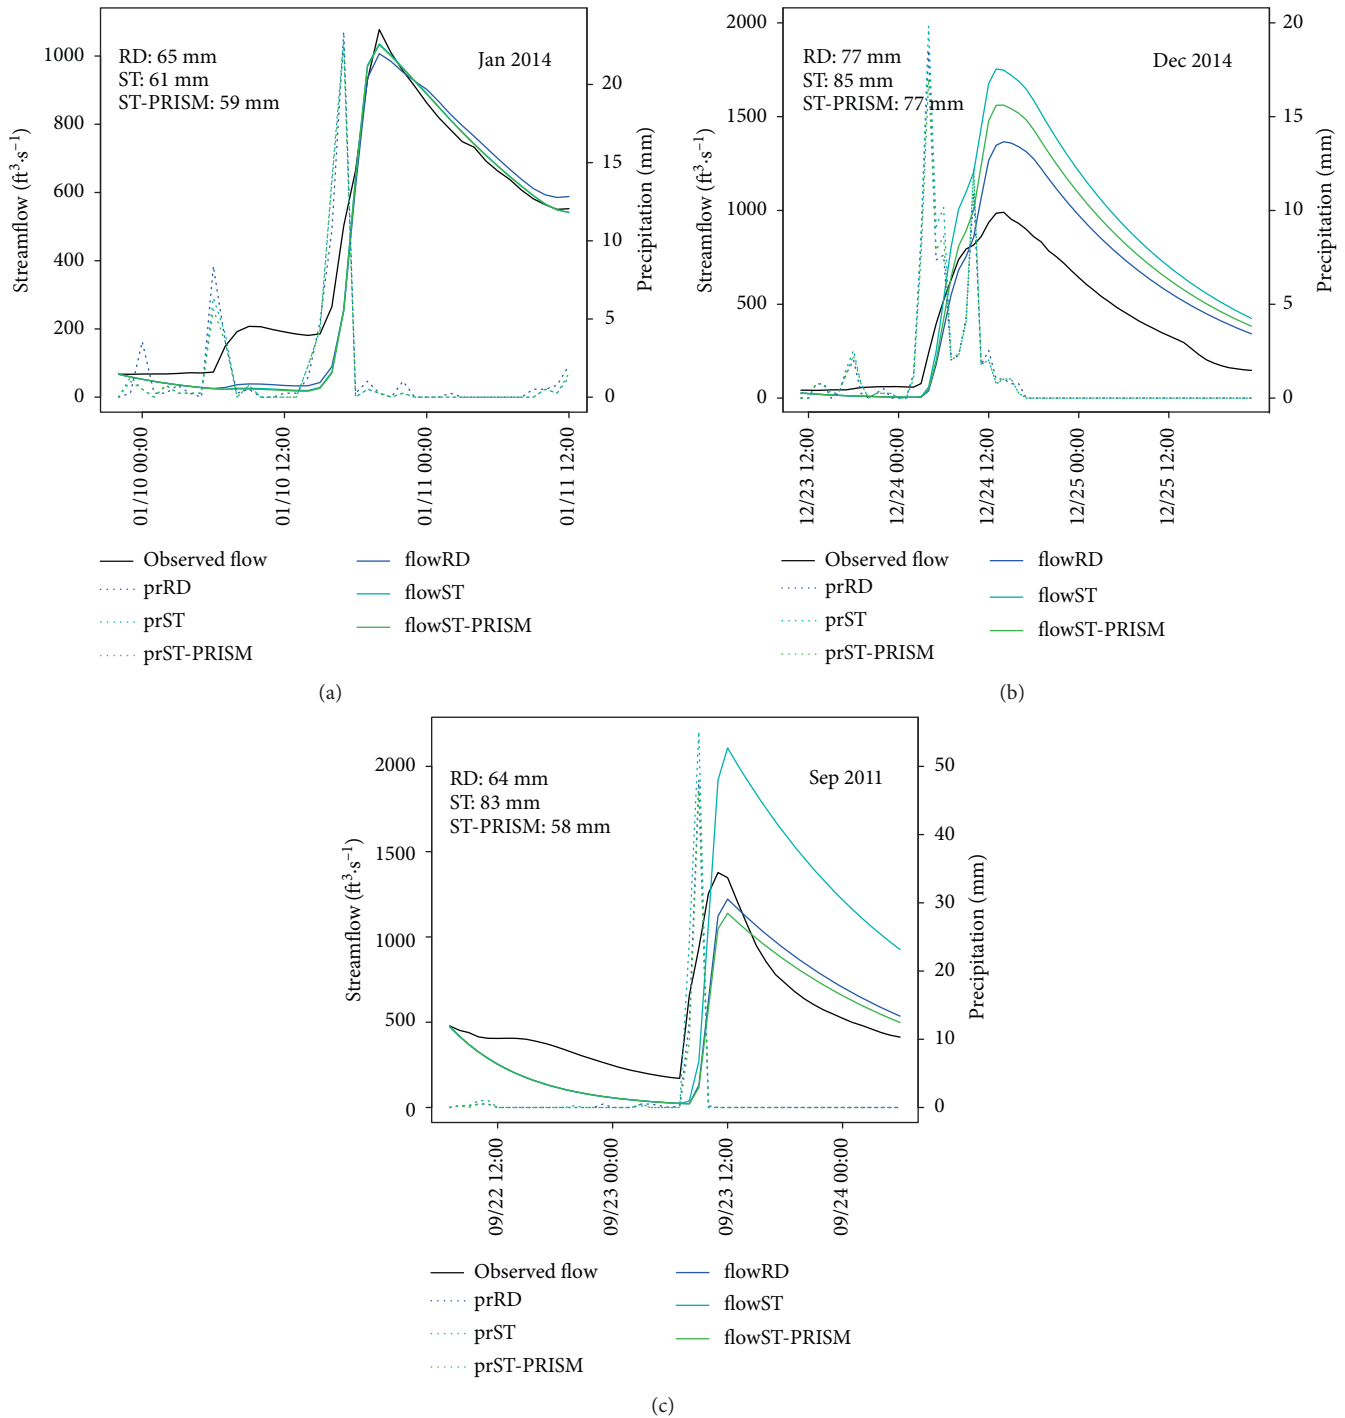 RD: 65 mm
ST: 61 mm
ST-PRISM: 59 mm
Jan 2014
Streamflow (ft³·s⁻¹)
1000
800
600
400
200
0
Precipitation (mm)
20
15
10
5
0
01/10 00:00
01/10 12:00
01/11 00:00
01/11 12:00
Observed flow
prRD
prST
prST-PRISM
flowRD
flowST
flowST-PRISM
(a)
RD: 77 mm
ST: 85 mm
ST-PRISM: 77 mm
Dec 2014
Streamflow (ft³·s⁻¹)
2000
1500
1000
500
0
Precipitation (mm)
20
15
10
5
0
12/23 12:00
12/24 00:00
12/24 12:00
12/25 00:00
12/25 12:00
Observed flow
prRD
prST
prST-PRISM
flowRD
flowST
flowST-PRISM
(b)
RD: 64 mm
ST: 83 mm
ST-PRISM: 58 mm
Sep 2011
Streamflow (ft³·s⁻¹)
2000
1500
1000
500
0
Precipitation (mm)
50
40
30
20
10
0
09/22 12:00
09/23 00:00
09/23 12:00
09/24 00:00
Observed flow
prRD
prST
prST-PRISM
flowRD
flowST
flowST-PRISM
(c)